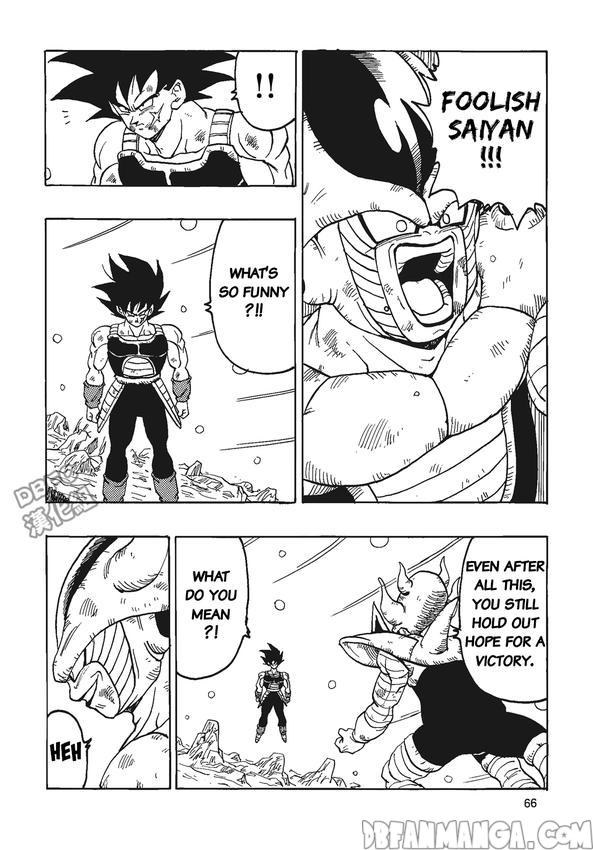 FOOLISH
SAIYAN
!!!
!!
WHAT'S
SO FUNNY
?!!
EVEN AFTER
ALL THIS,
YOU STILL
HOLD OUT
HOPE FOR A
VICTORY.
WHAT
DO YOU
MEAN
?!
HEH
66
DBFANMANGA.COM